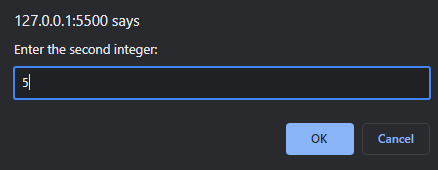 127.0.0.1:5500 says
Enter the second integer:
5
OK Cancel